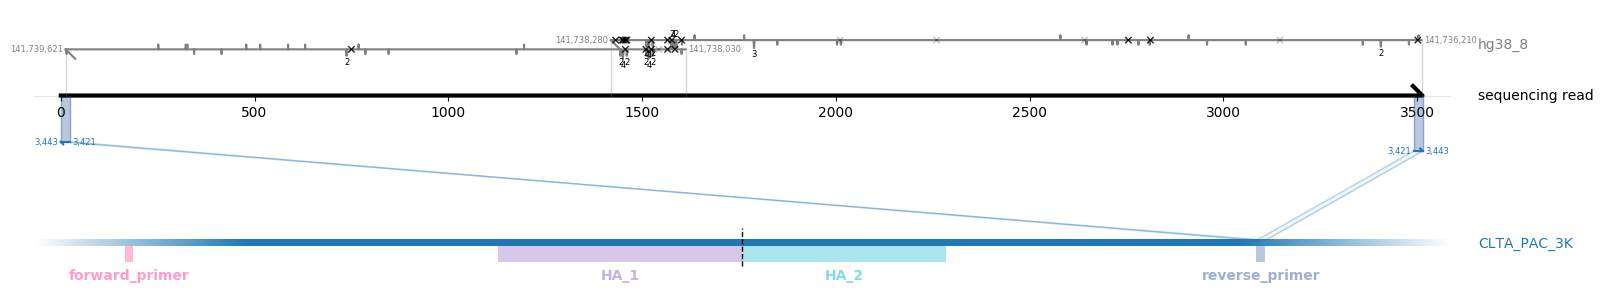 141,738,280
hg38_8
141,736,210
141,739,621
141,738,030
2
3
2
sequencing read
0
500
1000
1500
2000
2500
3000
3500
3,443
3,421
3,421
3,443
CLTA_PAC_3K
forward_primer
HA_1
HA_2
reverse_primer